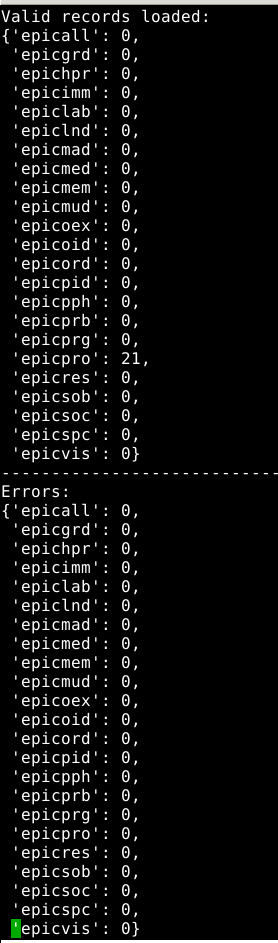 Valid records loaded:
{'epicall': 0,
 'epicgrd': 0,
 'epichpr': 0,
 'epicimm': 0,
 'epiclab': 0,
 'epiclnd': 0,
 'epicmad': 0,
 'epicmed': 0,
 'epicmem': 0,
 'epicmud': 0,
 'epicoex': 0,
 'epicoid': 0,
 'epicord': 0,
 'epicpid': 0,
 'epicpph': 0,
 'epicprb': 0,
 'epicprg': 0,
 'epicpro': 21,
 'epicres': 0,
 'epicsob': 0,
 'epicsoc': 0,
 'epicspc': 0,
 'epicvis': 0}
----------------------------
Errors:
{'epicall': 0,
 'epicgrd': 0,
 'epichpr': 0,
 'epicimm': 0,
 'epiclab': 0,
 'epiclnd': 0,
 'epicmad': 0,
 'epicmed': 0,
 'epicmem': 0,
 'epicmud': 0,
 'epicoex': 0,
 'epicoid': 0,
 'epicord': 0,
 'epicpid': 0,
 'epicpph': 0,
 'epicprb': 0,
 'epicprg': 0,
 'epicpro': 0,
 'epicres': 0,
 'epicsob': 0,
 'epicsoc': 0,
 'epicspc': 0,
 'epicvis': 0}